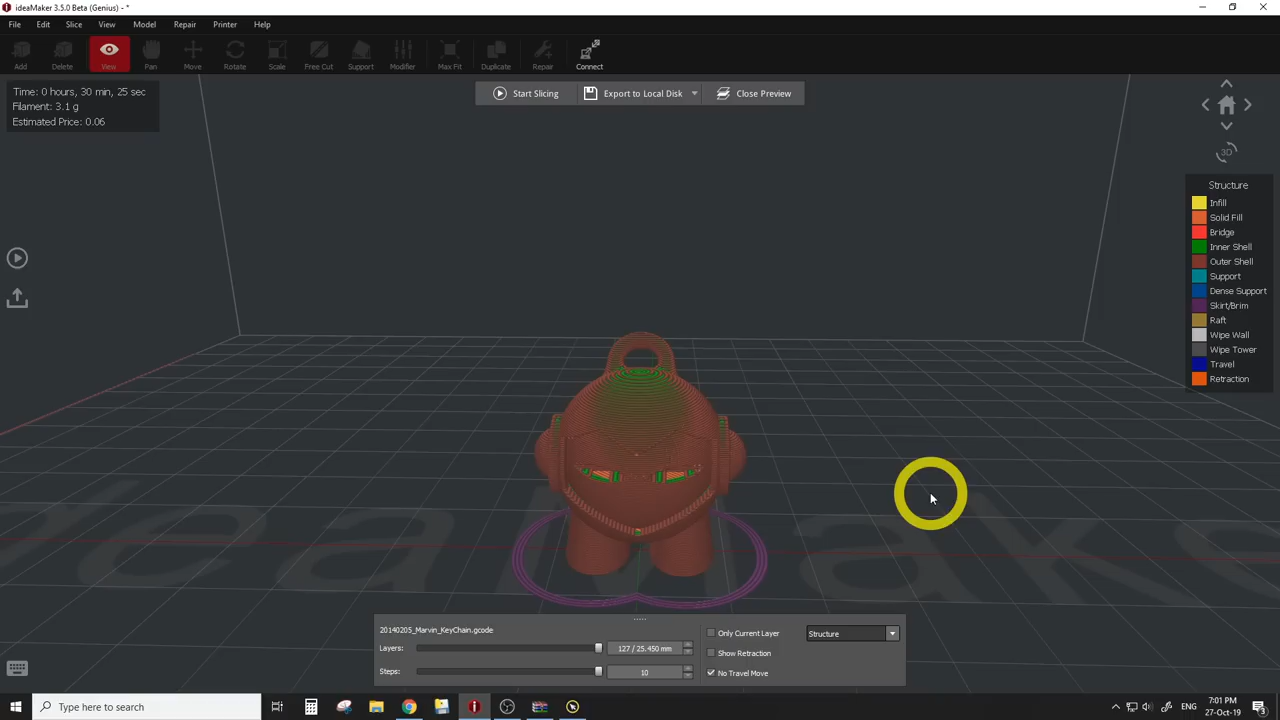 ideaMaker 3.5.0 Beta (Genius) - *
File Edit Slice View Model Repair Printer Help
Add Delete View Pan Move Rotate Scale Free Cut Support Modifier Max Fit Duplicate Repair Connect
Time: 0 hours, 30 min, 25 sec
Filament: 3.1 g
Estimated Price: 0.06
Start Slicing Export to Local Disk Close Preview
3D
Structure
Infill
Solid Fill
Bridge
Inner Shell
Outer Shell
Support
Dense Support
Skirt/Brim
Raft
Wipe Wall
Wipe Tower
Travel
Retraction
20140205_Marvin_KeyChain.gcode
Layers: 127 / 25.450 mm
Steps: 10
Only Current Layer
Show Retraction
No Travel Move
Structure
Type here to search
ENG
7:01 PM
27-Oct-19
3